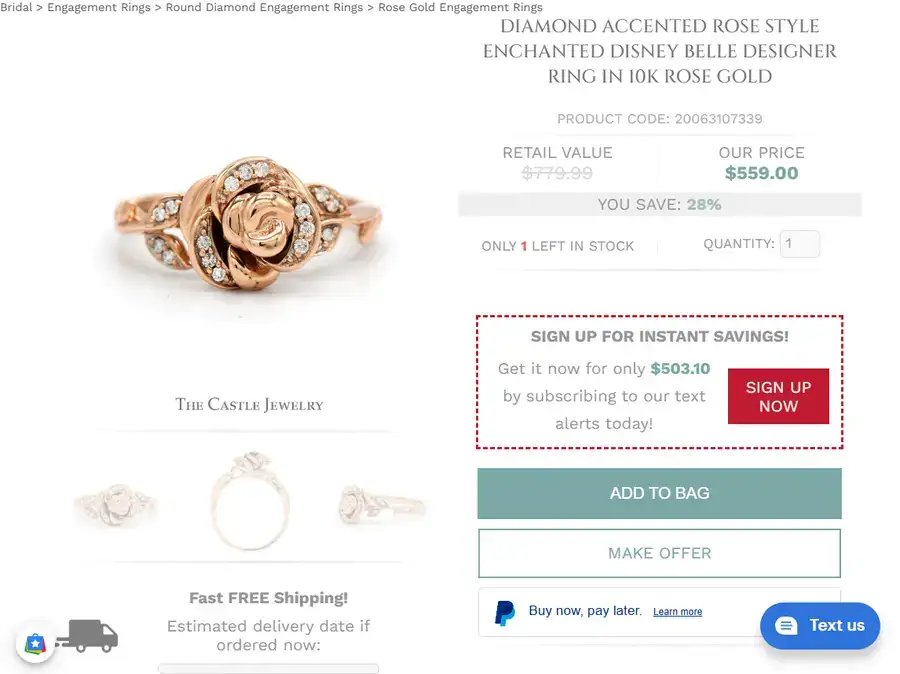 Bridal > Engagement Rings > Round Diamond Engagement Rings > Rose Gold Engagement Rings
DIAMOND ACCENTED ROSE STYLE
ENCHANTED DISNEY BELLE DESIGNER
RING IN 10K ROSE GOLD
PRODUCT CODE: 20063107339
RETAIL VALUE
$779.99
OUR PRICE
$559.00
YOU SAVE: 28%
ONLY 1 LEFT IN STOCK
QUANTITY: 1
SIGN UP FOR INSTANT SAVINGS!
Get it now for only $503.10
by subscribing to our text
alerts today!
SIGN UP
NOW
ADD TO BAG
MAKE OFFER
Buy now, pay later. Learn more
The Castle Jewelry
Fast FREE Shipping!
Estimated delivery date if
ordered now:
Text us